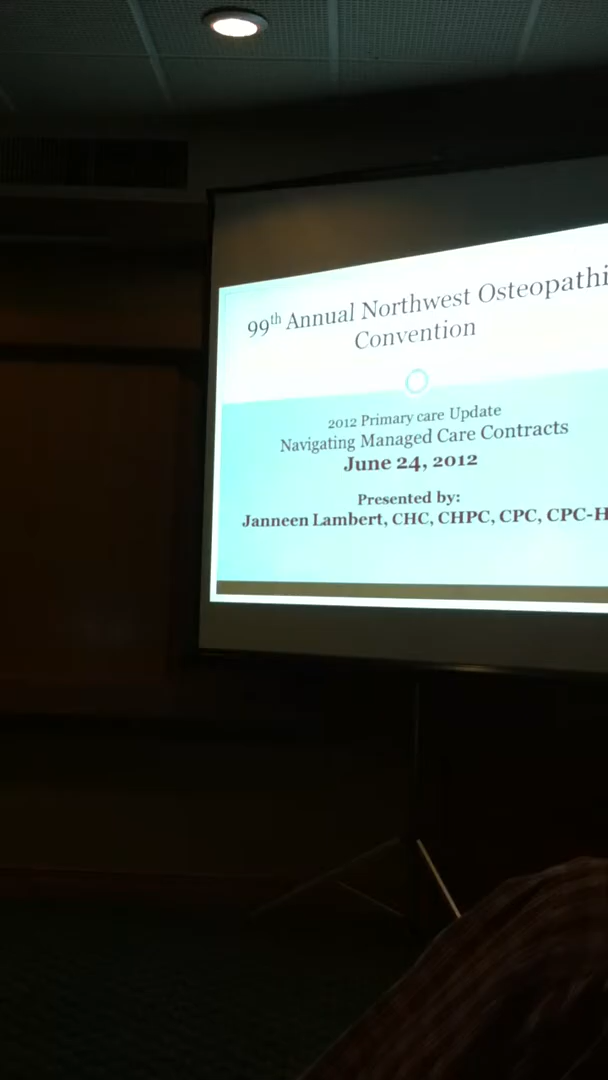 99th Annual Northwest Osteopathi
Convention
2012 Primary care Update
Navigating Managed Care Contracts
June 24, 2012
Presented by:
Janneen Lambert, CHC, CHPC, CPC, CPC-H